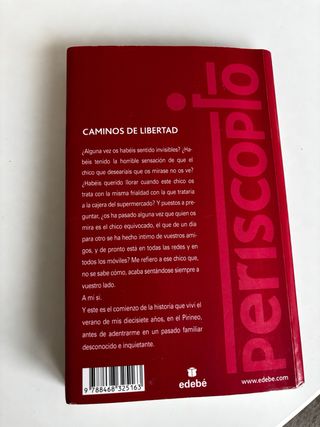 periscopio
CAMINOS DE LIBERTAD
¿Alguna vez os habéis sentido invisibles? ¿Ha-
béis tenido la horrible sensación de que el
chico que desearíais que os mirase no os ve?
¿Habéis querido llorar cuando este chico os
trata con la misma frialdad con la que trataría
a la cajera del supermercado? Y puestos a pre-
guntar, ¿os ha pasado alguna vez que quien os
mira es el chico equivocado, el que de un día
para otro se ha hecho íntimo de vuestros ami-
gos, y de pronto está en todas las redes y en
todos los móviles? Me refiero a ese chico que,
no se sabe cómo, acaba sentándose siempre a
vuestro lado.
A mí sí.
Y este es el comienzo de la historia que viví el
verano de mis diecisiete años, en el Pirineo,
antes de adentrarme en un pasado familiar
desconocido e inquietante.
9 788468 325163
edebé
www.edebe.com